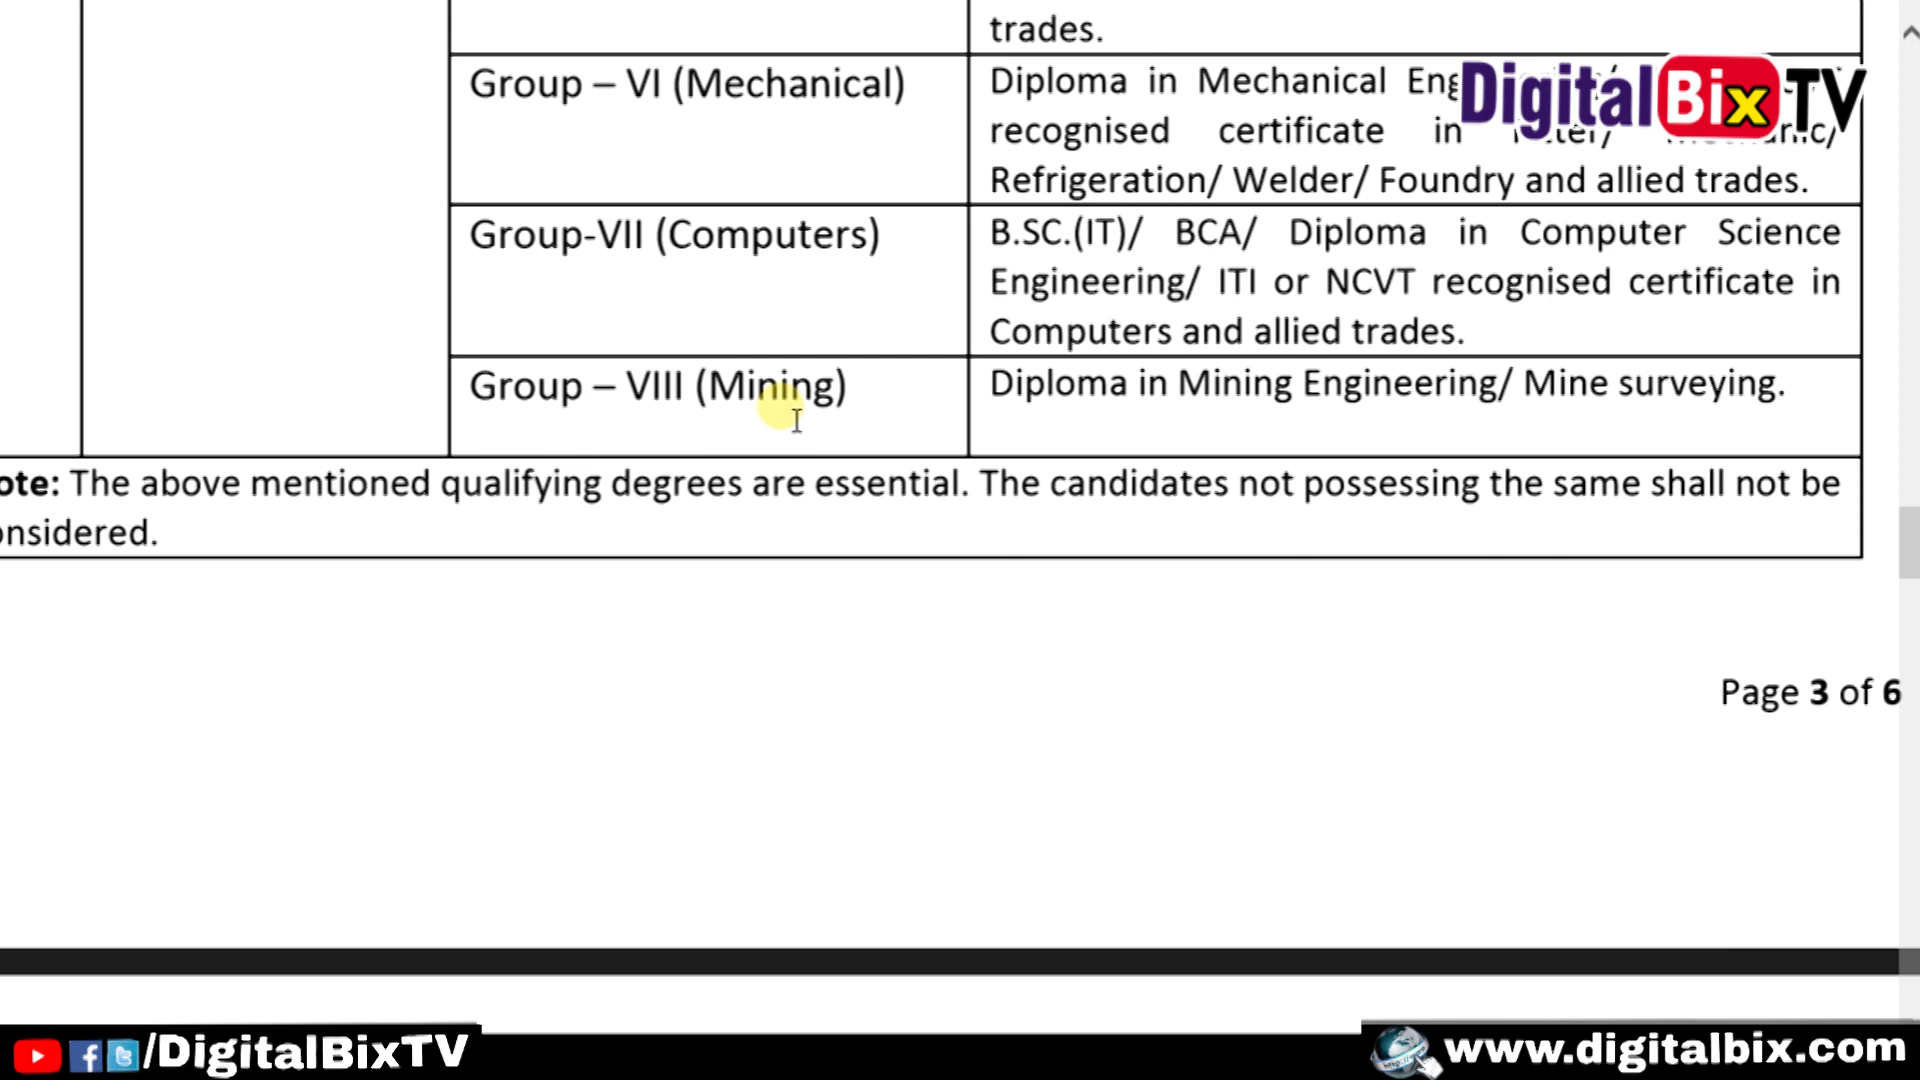 trades.
Group – VI (Mechanical)
Diploma in Mechanical
DigitalBixTV
recognised certificate in
Refrigeration/ Welder/ Foundry and allied trades.
Group-VII (Computers)
B.SC.(IT)/ BCA/ Diploma in Computer Science
Engineering/ ITI or NCVT recognised certificate in
Computers and allied trades.
Group – VIII (Mining)
Diploma in Mining Engineering/ Mine surveying.
ote: The above mentioned qualifying degrees are essential. The candidates not possessing the same shall not be
onsidered.
Page 3 of 6
/DigitalBixTV
www.digitalbix.com